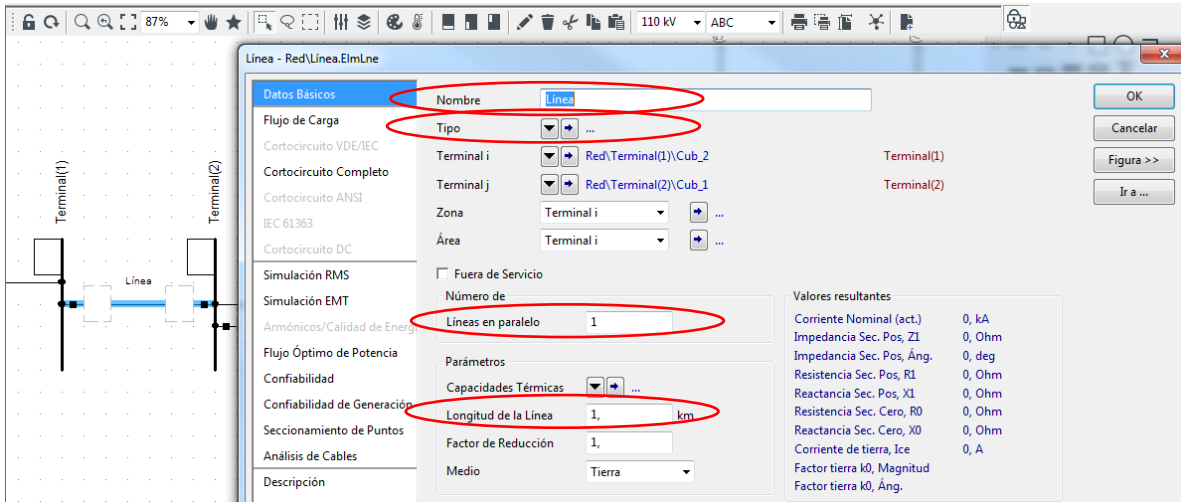 87%
110 kV
ABC
Línea - Red\Línea.ElmLne
Datos Básicos
Flujo de Carga
Cortocircuito VDE/IEC
Cortocircuito Completo
Cortocircuito ANSI
IEC 61363
Cortocircuito DC
Simulación RMS
Simulación EMT
Armónicos/Calidad de Energí
Flujo Óptimo de Potencia
Confiabilidad
Confiabilidad de Generación
Seccionamiento de Puntos
Análisis de Cables
Descripción
Nombre Línea
Tipo ...
Terminal i Red\Terminal(1)\Cub_2 Terminal(1)
Terminal j Red\Terminal(2)\Cub_1 Terminal(2)
Zona Terminal i ...
Área Terminal i ...
Fuera de Servicio
Número de
Líneas en paralelo 1
Parámetros
Capacidades Térmicas ...
Longitud de la Línea 1, km
Factor de Reducción 1,
Medio Tierra
Valores resultantes
Corriente Nominal (act.) 0, kA
Impedancia Sec. Pos, Z1 0, Ohm
Impedancia Sec. Pos, Áng. 0, deg
Resistencia Sec. Pos, R1 0, Ohm
Reactancia Sec. Pos, X1 0, Ohm
Resistencia Sec. Cero, R0 0, Ohm
Reactancia Sec. Cero, X0 0, Ohm
Corriente de tierra, Ice 0, A
Factor tierra k0, Magnitud
Factor tierra k0, Áng.
OK
Cancelar
Figura >>
Ir a ...
Terminal(1)
Terminal(2)
Línea